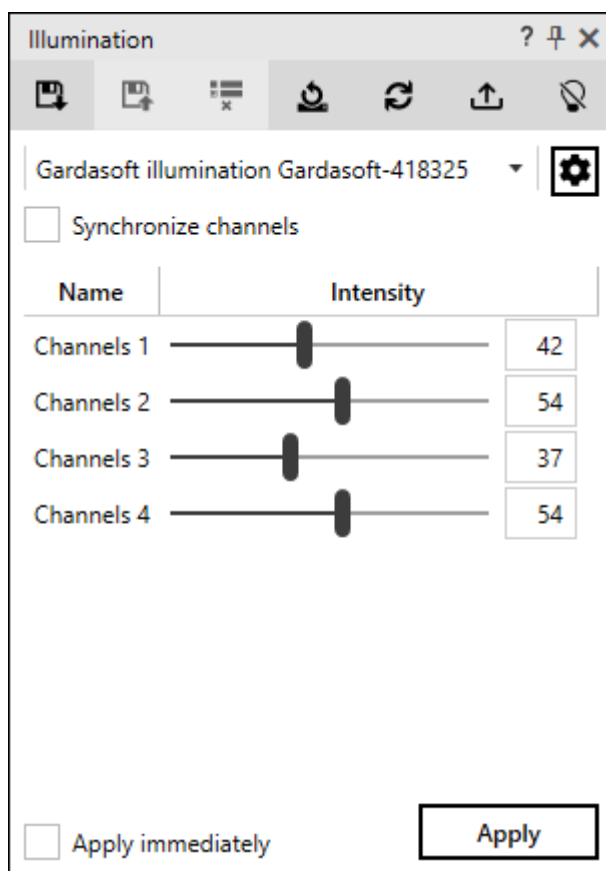 Illumination ?
Gardasoft illumination Gardasoft-418325
Synchronize channels
Name Intensity
Channels 1 42
Channels 2 54
Channels 3 37
Channels 4 54
Apply immediately Apply